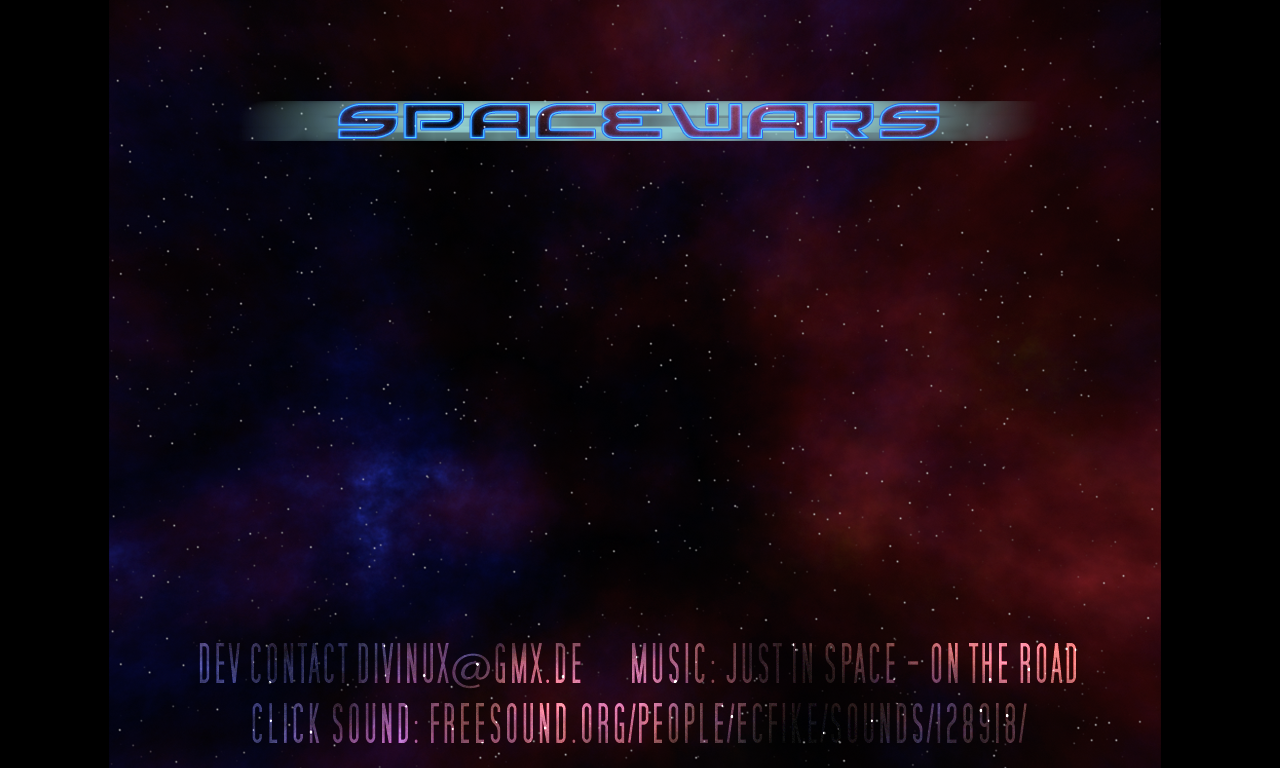 SPACEWARS
DEV CONTACT DIVINUX@GMX.DE MUSIC: JUST IN SPACE - ON THE ROAD
CLICK SOUND: FREESOUND.ORG/PEOPLE/ECFIKE/SOUNDS/128918/